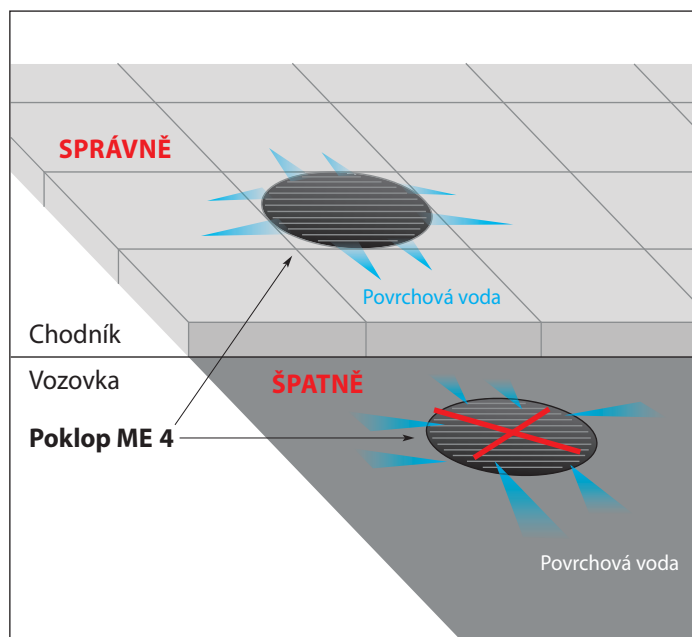 SPRÁVNĚ
Povrchová voda
Chodník
Vozovka
ŠPATNĚ
Poklop ME 4
Povrchová voda